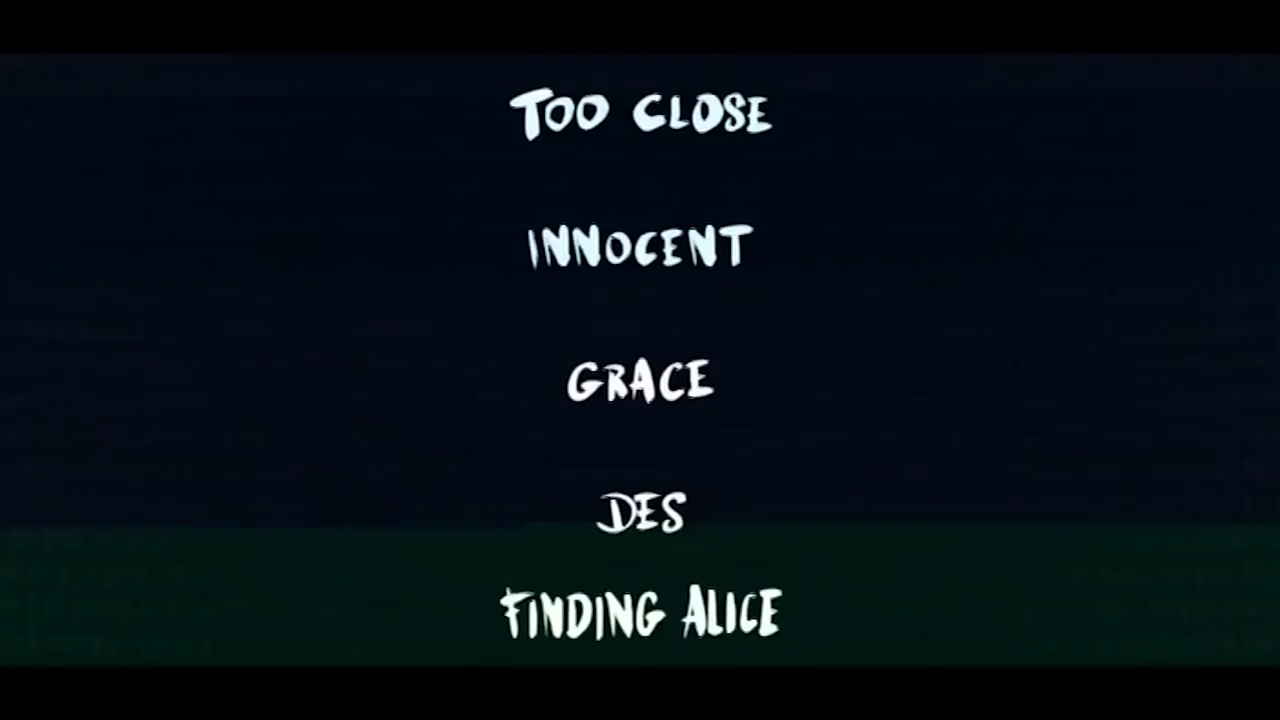 TOO CLOSE
INNOCENT
GRACE
DES
FINDING ALICE